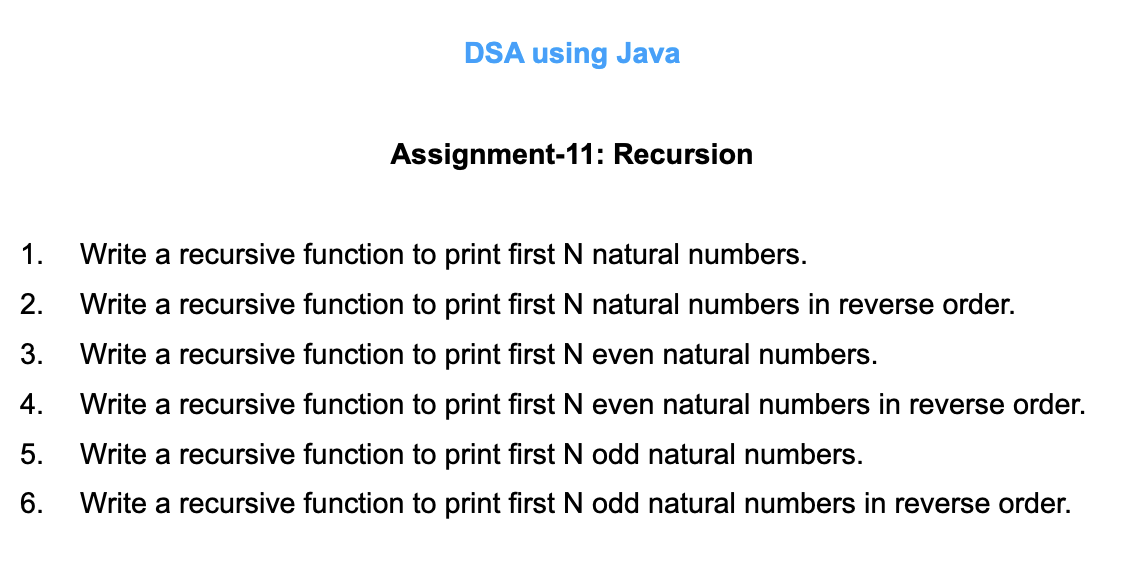 DSA using Java
Assignment-11: Recursion
1. Write a recursive function to print first N natural numbers.
2. Write a recursive function to print first N natural numbers in reverse order.
3. Write a recursive function to print first N even natural numbers.
4. Write a recursive function to print first N even natural numbers in reverse order.
5. Write a recursive function to print first N odd natural numbers.
6. Write a recursive function to print first N odd natural numbers in reverse order.